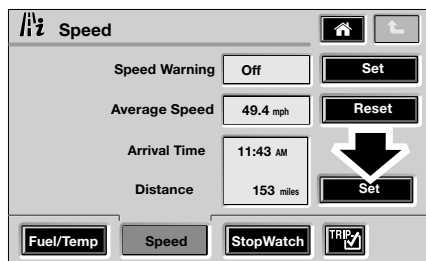 i Speed
Speed Warning Off Set
Average Speed 49.4 mph Reset
Arrival Time 11:43 AM
Distance 153 miles Set
Fuel/Temp Speed StopWatch TRIP